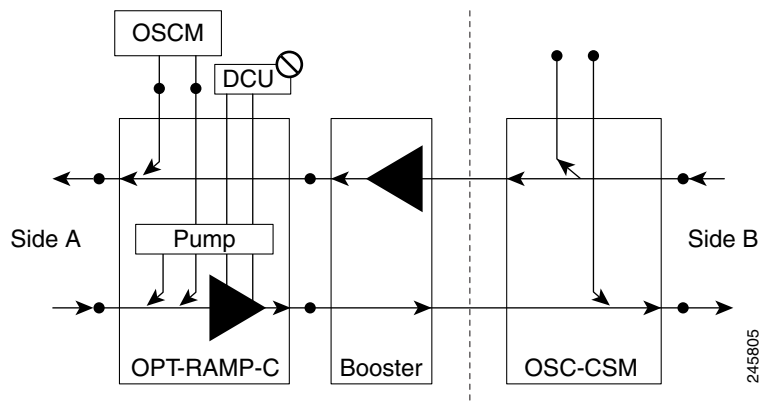 OSCM
DCU
Side A
Pump
Side B
OPT-RAMP-C
Booster
OSC-CSM
245805